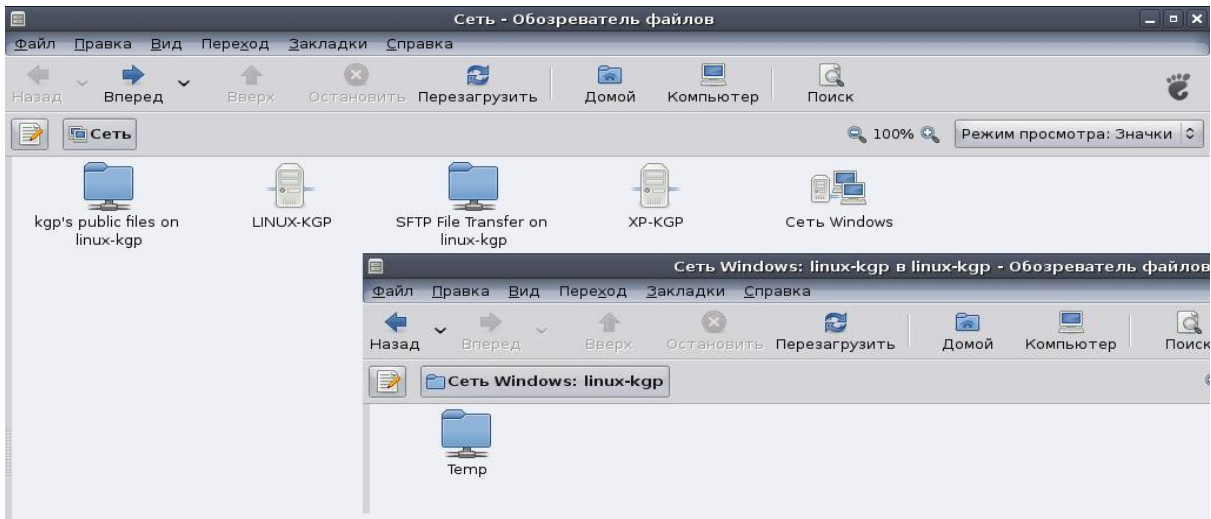 Сеть - Обозреватель файлов
Файл Правка Вид Переход Закладки Справка
Назад Вперед Вверх Остановить Перезагрузить Домой Компьютер Поиск
Сеть 100% Режим просмотра: Значки
kgp's public files on linux-kgp
LINUX-KGP
SFTP File Transfer on linux-kgp
XP-KGP
Сеть Windows
Сеть Windows: linux-kgp в linux-kgp - Обозреватель файлов
Файл Правка Вид Переход Закладки Справка
Назад Вперед Вверх Остановить Перезагрузить Домой Компьютер Поиск
Сеть Windows: linux-kgp
Temp